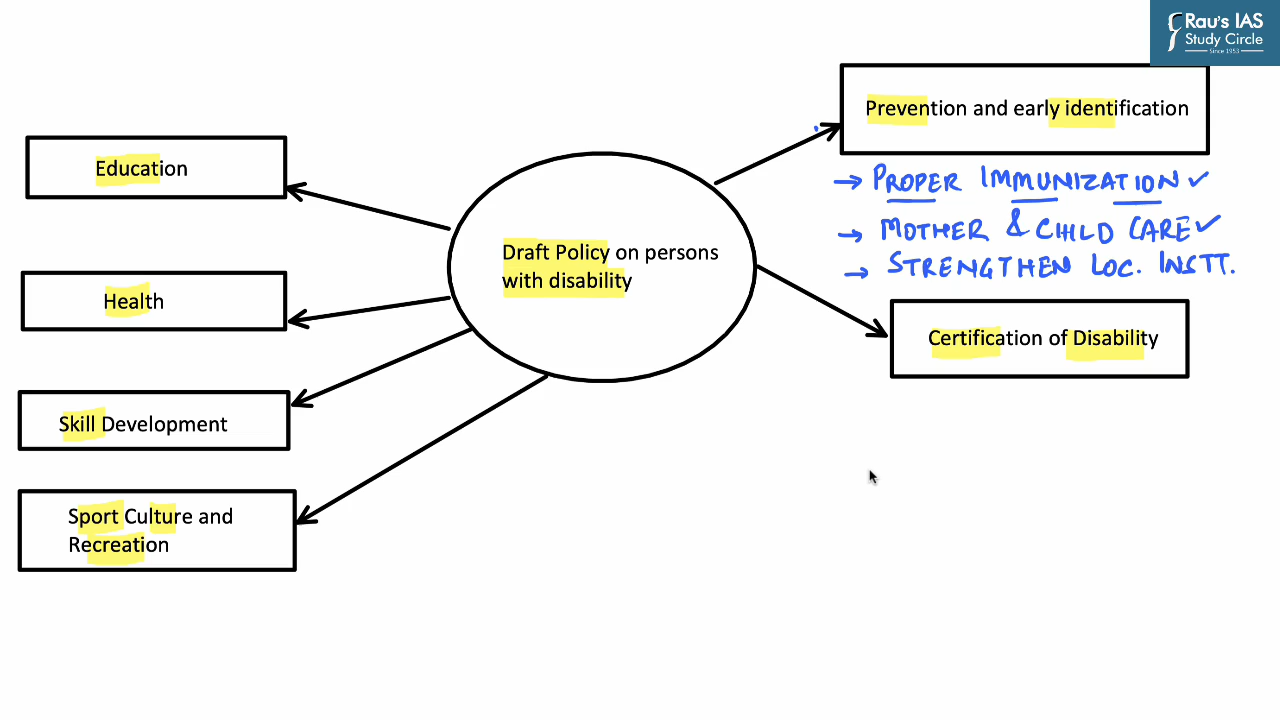 Rau's IAS
Study Circle
Since 1953
Prevention and early identification
→ PROPER IMMUNIZATION ✓
→ MOTHER & CHILD CARE ✓
→ STRENGTHEN LOC. INSTT.
Certification of Disability
Draft Policy on persons
with disability
Education
Health
Skill Development
Sport Culture and
Recreation